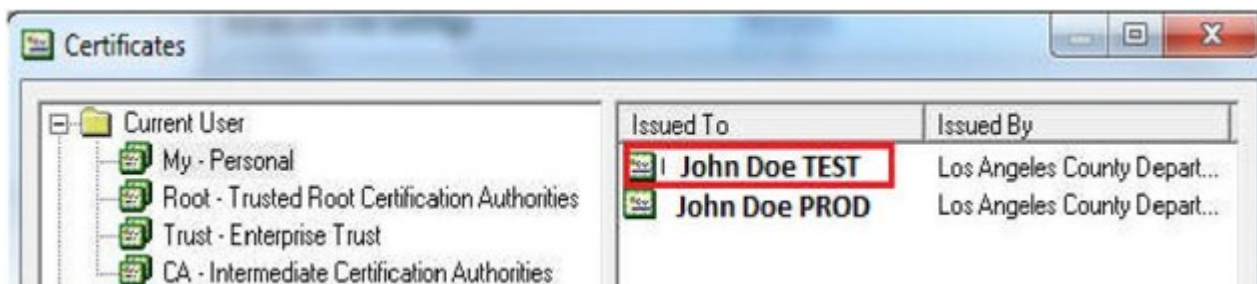 Certificates
Current User
My - Personal
Root - Trusted Root Certification Authorities
Trust - Enterprise Trust
CA - Intermediate Certification Authorities
Issued To Issued By
John Doe TEST Los Angeles County Depart...
John Doe PROD Los Angeles County Depart...